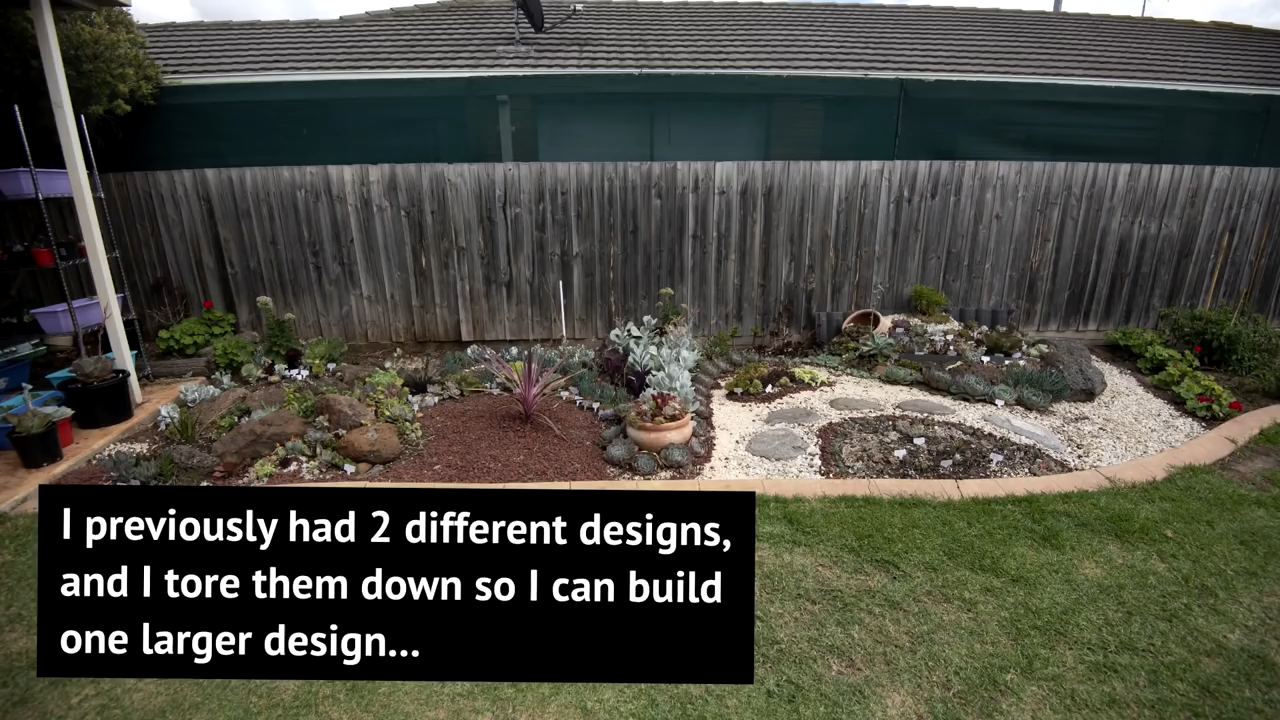 I previously had 2 different designs,
and I tore them down so I can build
one larger design...